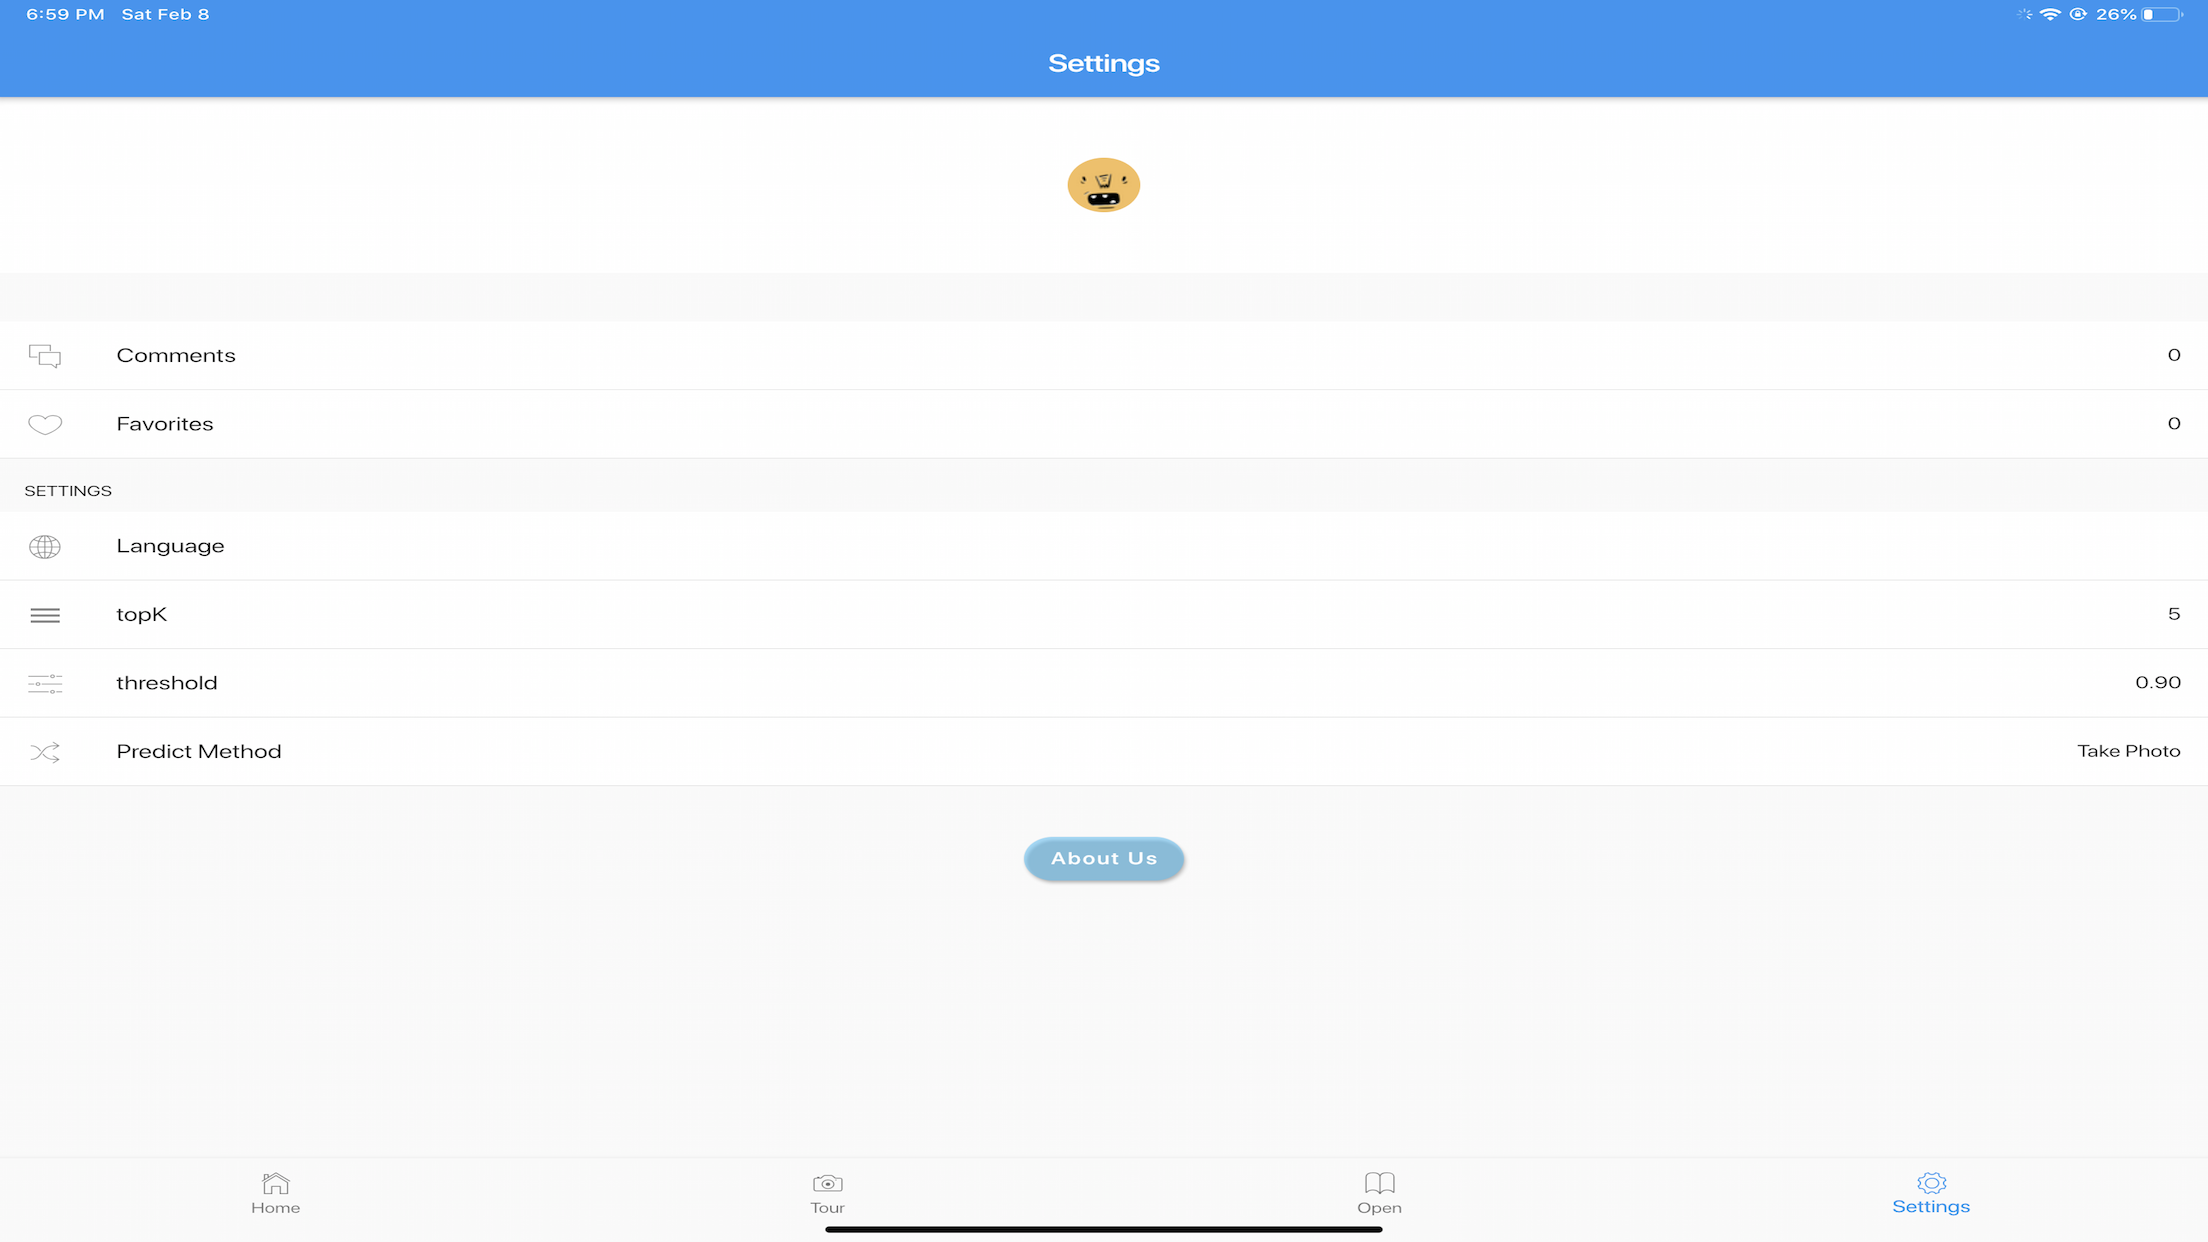 6:59 PM Sat Feb 8 26%
Settings
Comments 0
Favorites 0
SETTINGS
Language
topK 5
threshold 0.90
Predict Method Take Photo
About Us
Home Tour Open Settings